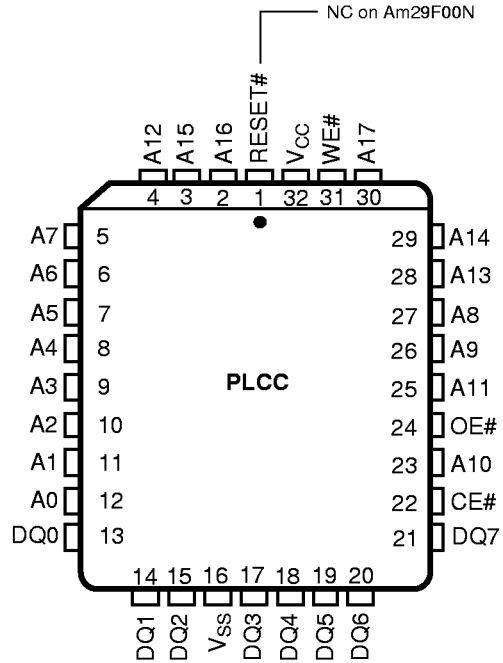 NC on Am29F00N
A12
A15
A16
RESET#
VCC
WE#
A17
4
3
2
1
32
31
30
A7
5
29
A14
A6
6
28
A13
A5
7
27
A8
A4
8
26
A9
A3
9
PLCC
25
A11
A2
10
24
OE#
A1
11
23
A10
A0
12
22
CE#
DQ0
13
21
DQ7
14
15
16
17
18
19
20
DQ1
DQ2
VSS
DQ3
DQ4
DQ5
DQ6